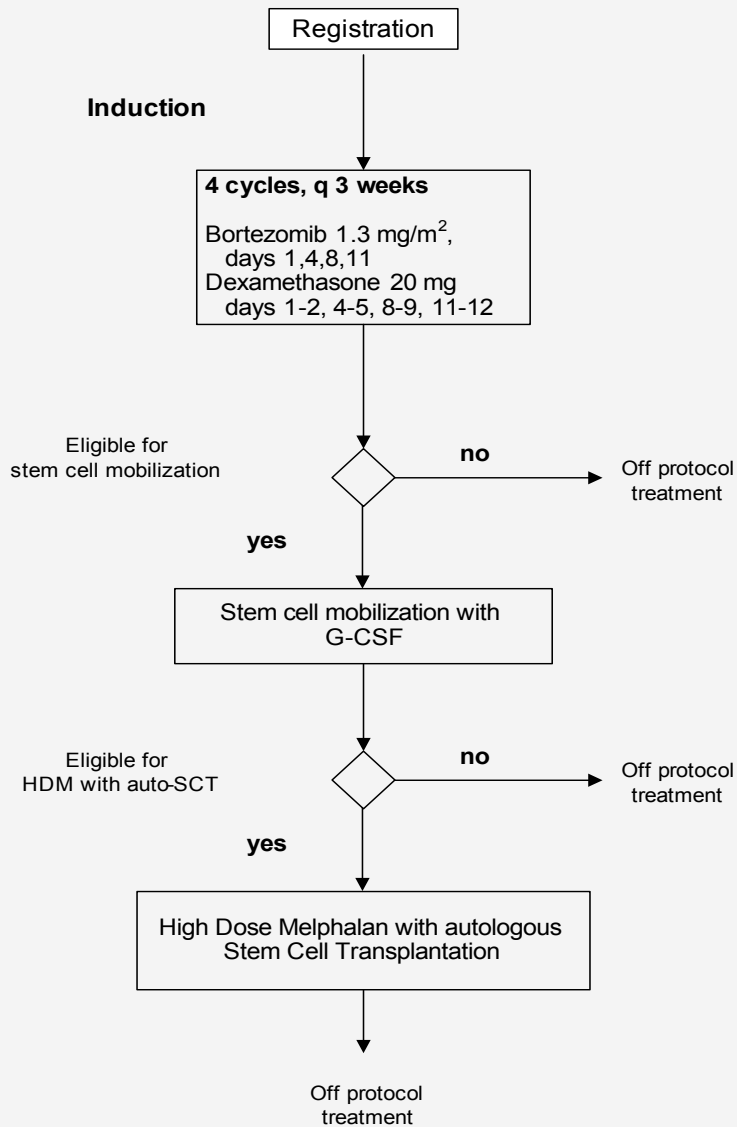 Registration
Induction
4 cycles, q 3 weeks
Bortezomib 1.3 mg/m²,
days 1,4,8,11
Dexamethasone 20 mg
days 1-2, 4-5, 8-9, 11-12
Eligible for
stem cell mobilization
no
Off protocol
treatment
yes
Stem cell mobilization with
G-CSF
Eligible for
HDM with auto-SCT
no
Off protocol
treatment
yes
High Dose Melphalan with autologous
Stem Cell Transplantation
Off protocol
treatment